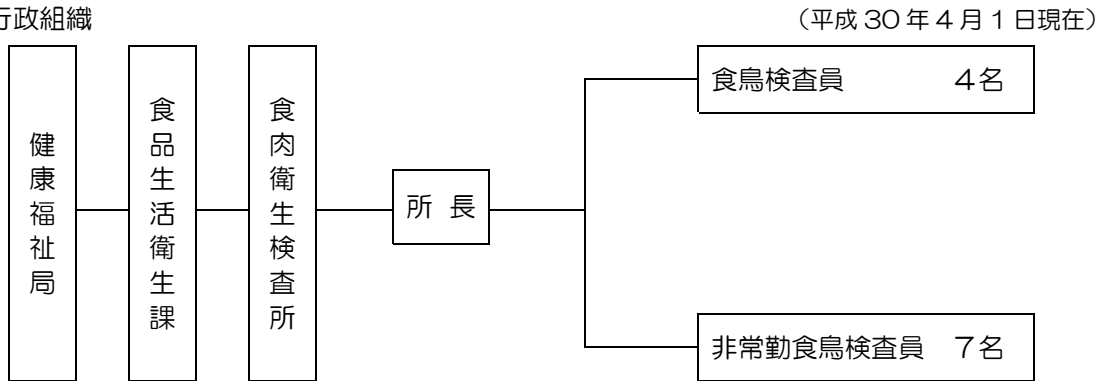 行政組織
（平成 30 年 4 月 1 日現在）
健康福祉局
食品生活衛生課
食肉衛生検査所
所 長
食鳥検査員　4名
非常勤食鳥検査員　7名